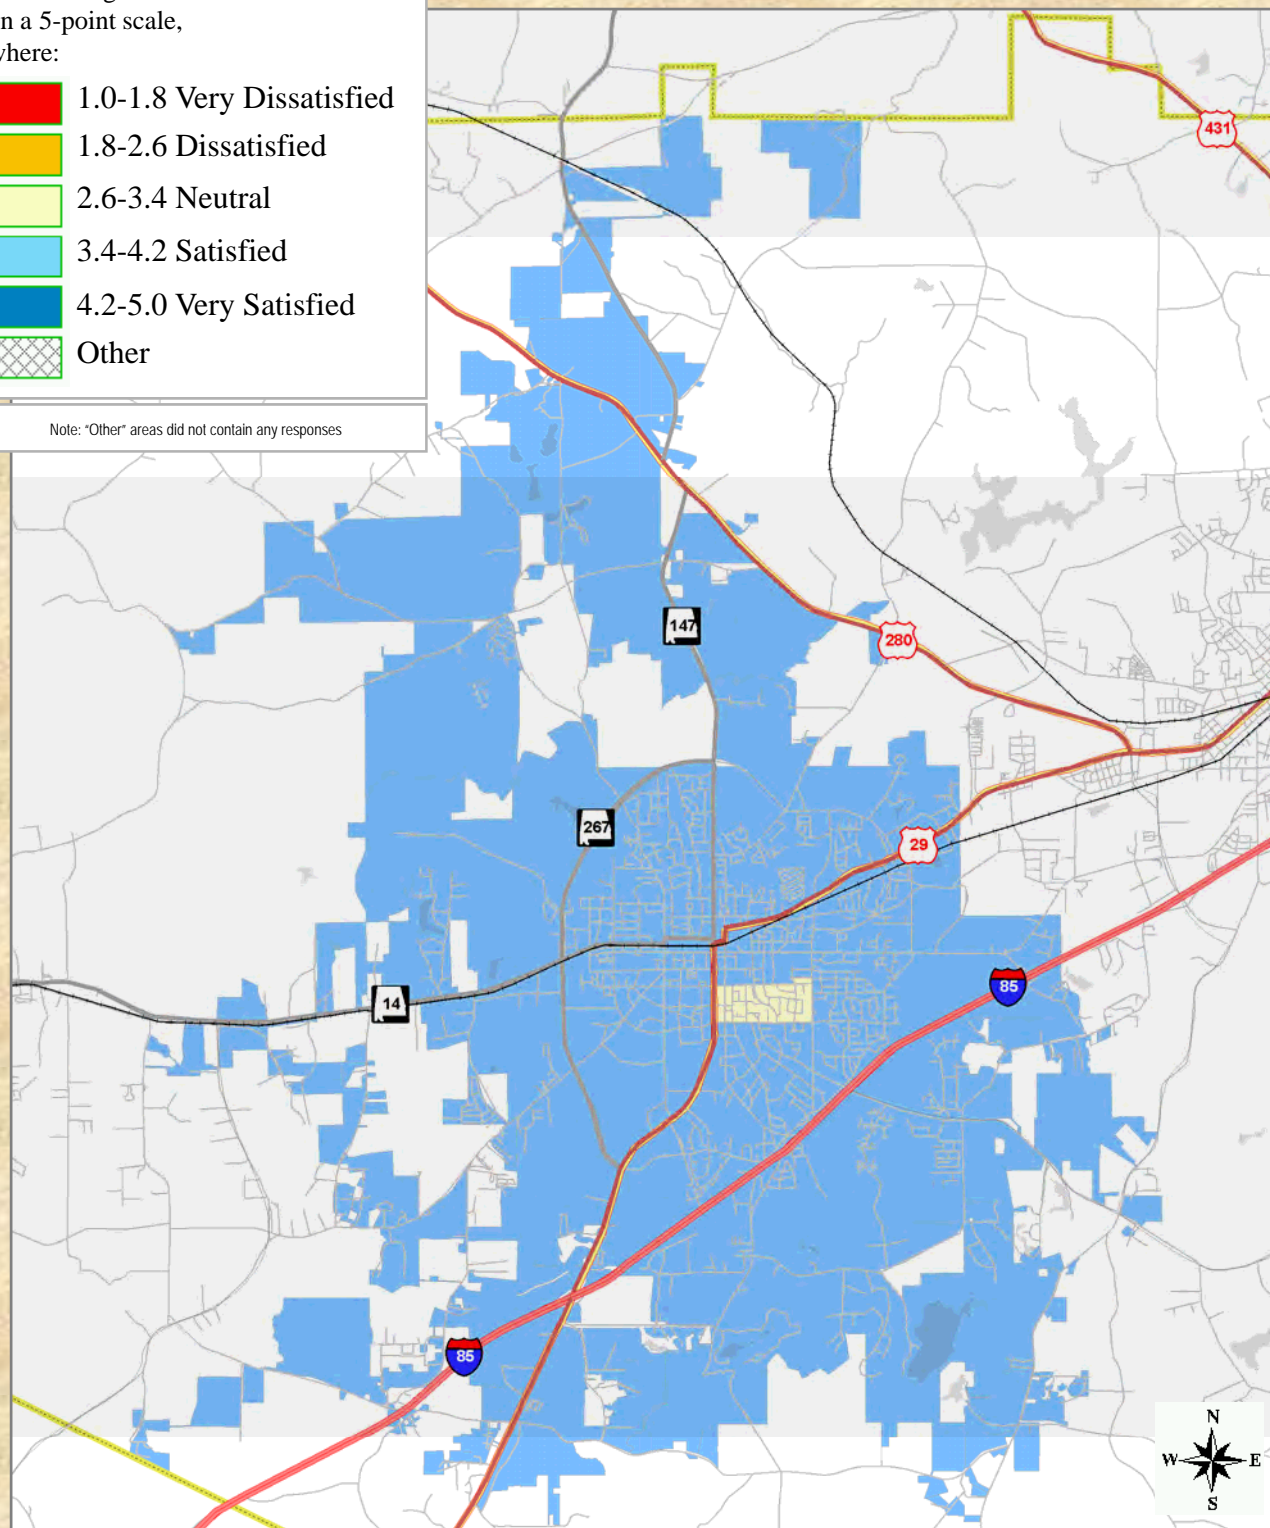 n a 5-point scale,
where:
1.0-1.8 Very Dissatisfied
1.8-2.6 Dissatisfied
2.6-3.4 Neutral
3.4-4.2 Satisfied
4.2-5.0 Very Satisfied
Other
Note: "Other" areas did not contain any responses
431
147
280
267
29
14
85
85
N
W E
S